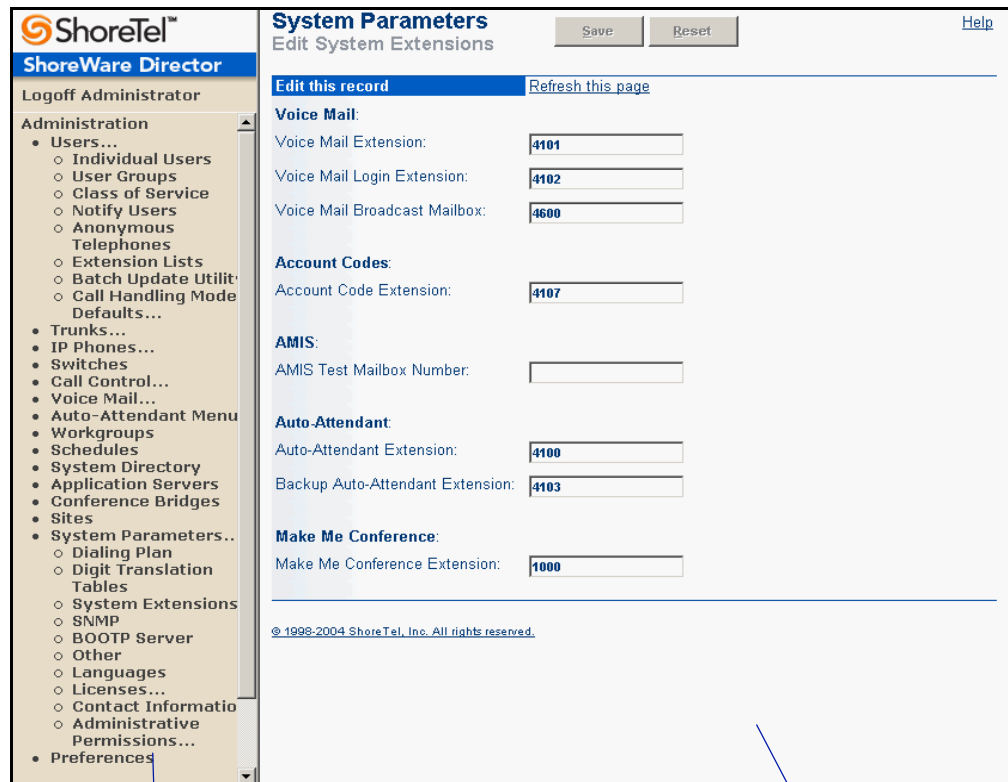 ShoreTel™
ShoreWare Director
Logoff Administrator
Administration
Users...
Individual Users
User Groups
Class of Service
Notify Users
Anonymous
Telephones
Extension Lists
Batch Update Utilit
Call Handling Mode
Defaults...
Trunks...
IP Phones...
Switches
Call Control...
Voice Mail...
Auto-Attendant Menu
Workgroups
Schedules
System Directory
Application Servers
Conference Bridges
Sites
System Parameters..
Dialing Plan
Digit Translation
Tables
System Extensions
SNMP
BOOTP Server
Other
Languages
Licenses...
Contact Informatio
Administrative
Permissions...
Preferences
System Parameters
Edit System Extensions
Save Reset
Help
Edit this record Refresh this page
Voice Mail:
Voice Mail Extension: 4101
Voice Mail Login Extension: 4102
Voice Mail Broadcast Mailbox: 4600
Account Codes:
Account Code Extension: 4107
AMIS:
AMIS Test Mailbox Number:
Auto-Attendant:
Auto-Attendant Extension: 4100
Backup Auto-Attendant Extension: 4103
Make Me Conference:
Make Me Conference Extension: 1000
© 1998-2004 ShoreTel, Inc. All rights reserved.